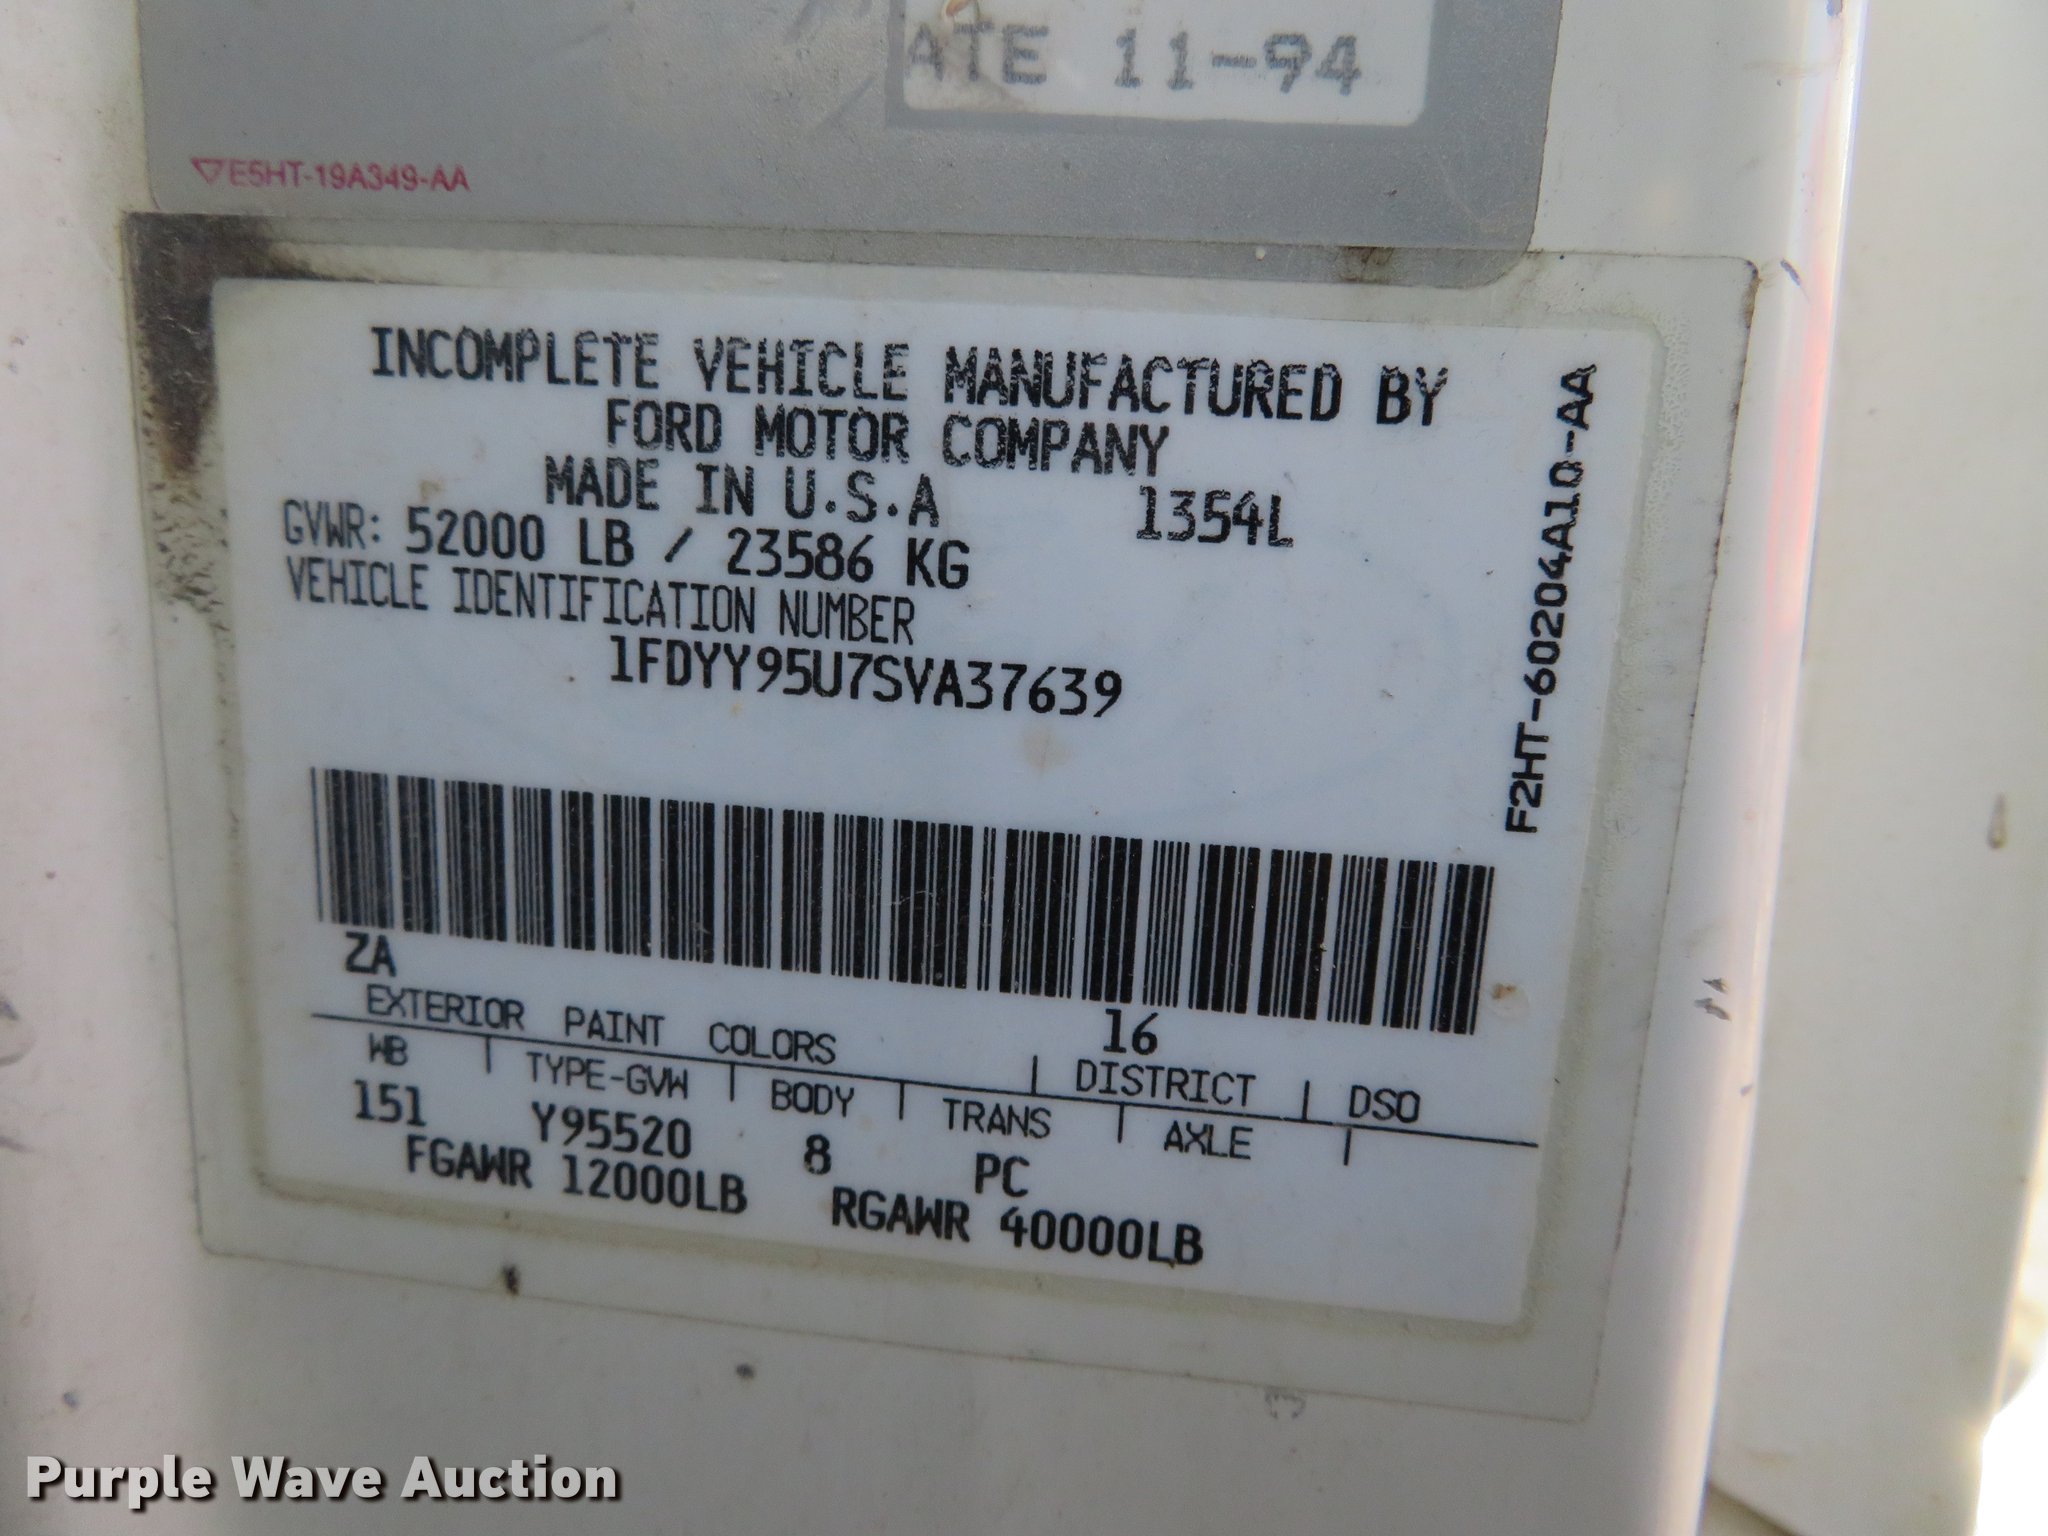 ATE 11-94
▽E5HT-19A349-AA
INCOMPLETE VEHICLE MANUFACTURED BY
FORD MOTOR COMPANY
MADE IN U.S.A 1354L
GVWR: 52000 LB / 23586 KG
VEHICLE IDENTIFICATION NUMBER
1FDYY95U7SVA37639
F2HT-60204A10-AA
ZA
EXTERIOR PAINT COLORS 16 DISTRICT DSO
WB TYPE-GVW BODY TRANS AXLE
151 Y95520 8 PC
FGAWR 12000LB RGAWR 40000LB
Purple Wave Auction